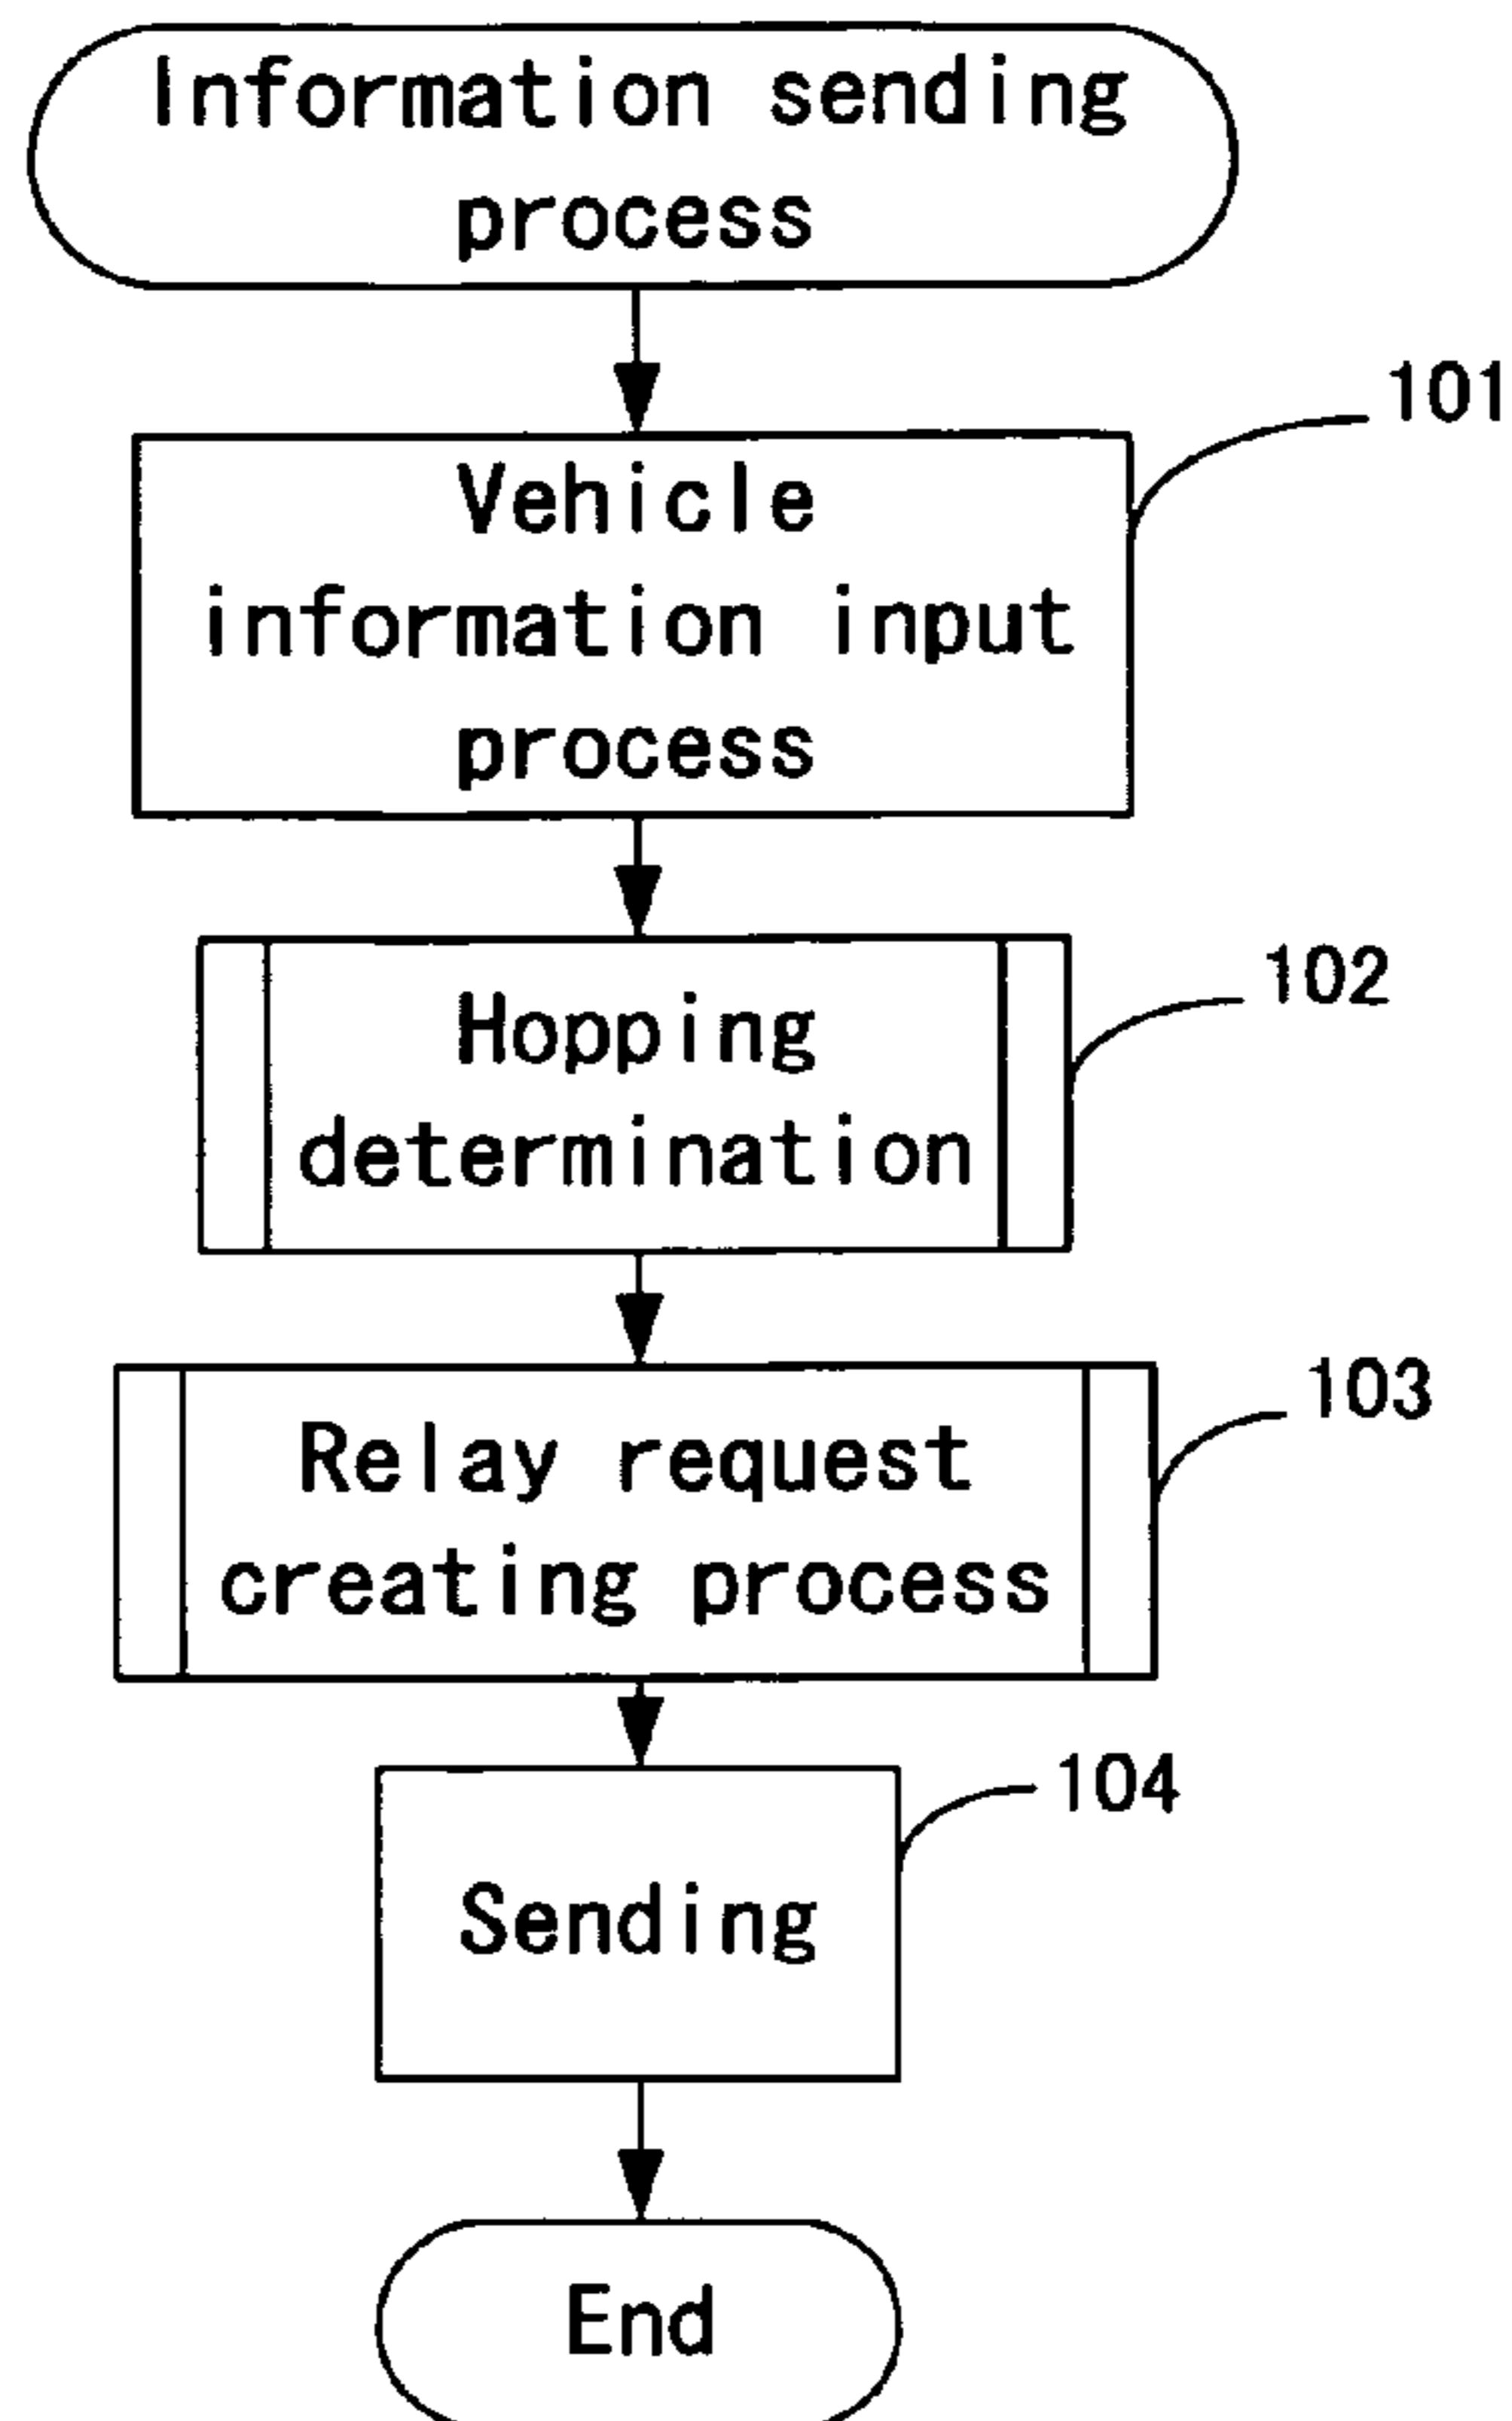 Information sending
process
101
Vehicle
information input
process
102
Hopping
determination
103
Relay request
creating process
104
Sending
End